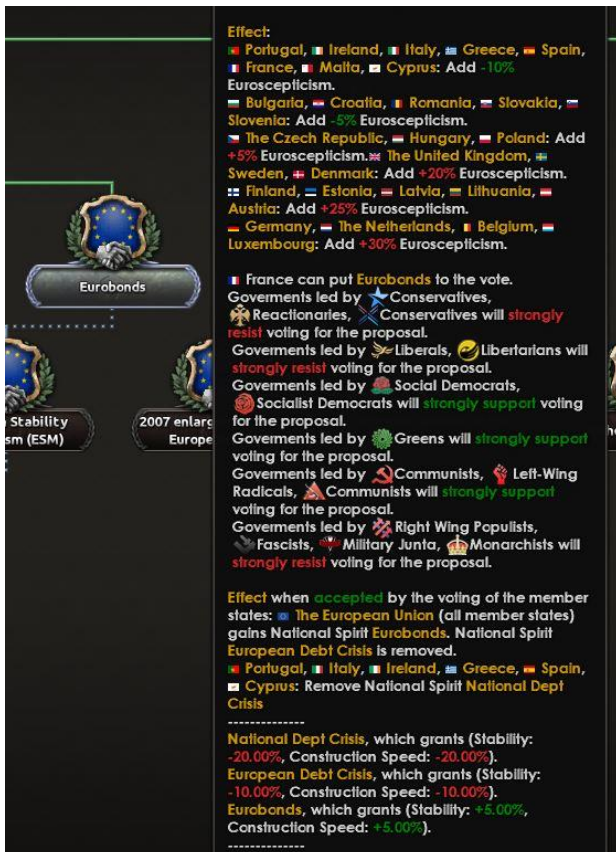 Effect:
Portugal, Ireland, Italy, Greece, Spain,
France, Malta, Cyprus: Add -10%
Euroscepticism.
Bulgaria, Croatia, Romania, Slovakia,
Slovenia: Add -5% Euroscepticism.
The Czech Republic, Hungary, Poland: Add
+5% Euroscepticism. The United Kingdom,
Sweden, Denmark: Add +20% Euroscepticism.
Finland, Estonia, Latvia, Lithuania,
Austria: Add +25% Euroscepticism.
Germany, The Netherlands, Belgium,
Luxembourg: Add +30% Euroscepticism.
France can put Eurobonds to the vote.
Goverments led by Conservatives,
Reactionaries, Conservatives will strongly
resist voting for the proposal.
Goverments led by Liberals, Libertarians will
strongly resist voting for the proposal.
Goverments led by Social Democrats,
Socialist Democrats will strongly support voting
for the proposal.
Goverments led by Greens will strongly support
voting for the proposal.
Goverments led by Communists, Left-Wing
Radicals, Communists will strongly support
voting for the proposal.
Goverments led by Right Wing Populists,
Fascists, Military Junta, Monarchists will
strongly resist voting for the proposal.
Effect when accepted by the voting of the member
states: The European Union (all member states)
gains National Spirit Eurobonds. National Spirit
European Debt Crisis is removed.
Portugal, Italy, Ireland, Greece, Spain,
Cyprus: Remove National Spirit National Dept
Crisis
--------------
National Dept Crisis, which grants (Stability:
-20.00%, Construction Speed: -20.00%).
European Debt Crisis, which grants (Stability:
-10.00%, Construction Speed: -10.00%).
Eurobonds, which grants (Stability: +5.00%,
Construction Speed: +5.00%).
--------------
Eurobonds
Stability
sm (ESM)
2007 enlarg
Europe